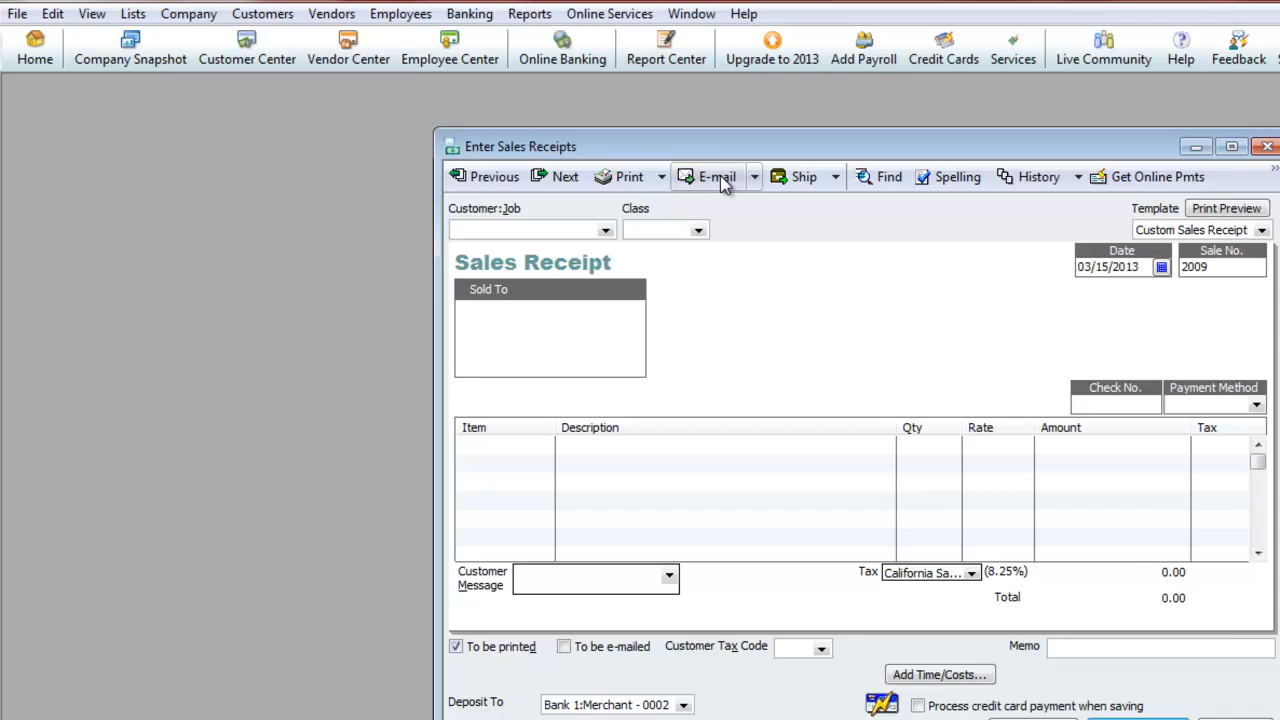 File Edit View Lists Company Customers Vendors Employees Banking Reports Online Services Window Help
Home Company Snapshot Customer Center Vendor Center Employee Center Online Banking Report Center Upgrade to 2013 Add Payroll Credit Cards Services Live Community Help Feedback
Enter Sales Receipts
Previous Next Print E-mail Ship Find Spelling History Get Online Pmts
Customer:Job Class Template Print Preview
Custom Sales Receipt
Sales Receipt Date Sale No.
03/15/2013 2009
Sold To
Check No. Payment Method
Item Description Qty Rate Amount Tax
Customer Message Tax California Sa... (8.25%) 0.00
Total 0.00
To be printed To be e-mailed Customer Tax Code Memo
Add Time/Costs...
Deposit To Bank 1:Merchant - 0002 Process credit card payment when saving